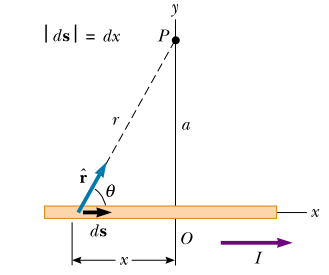 y
|ds| = dx
P
r
a
r̂
θ
ds
x
x
O
I